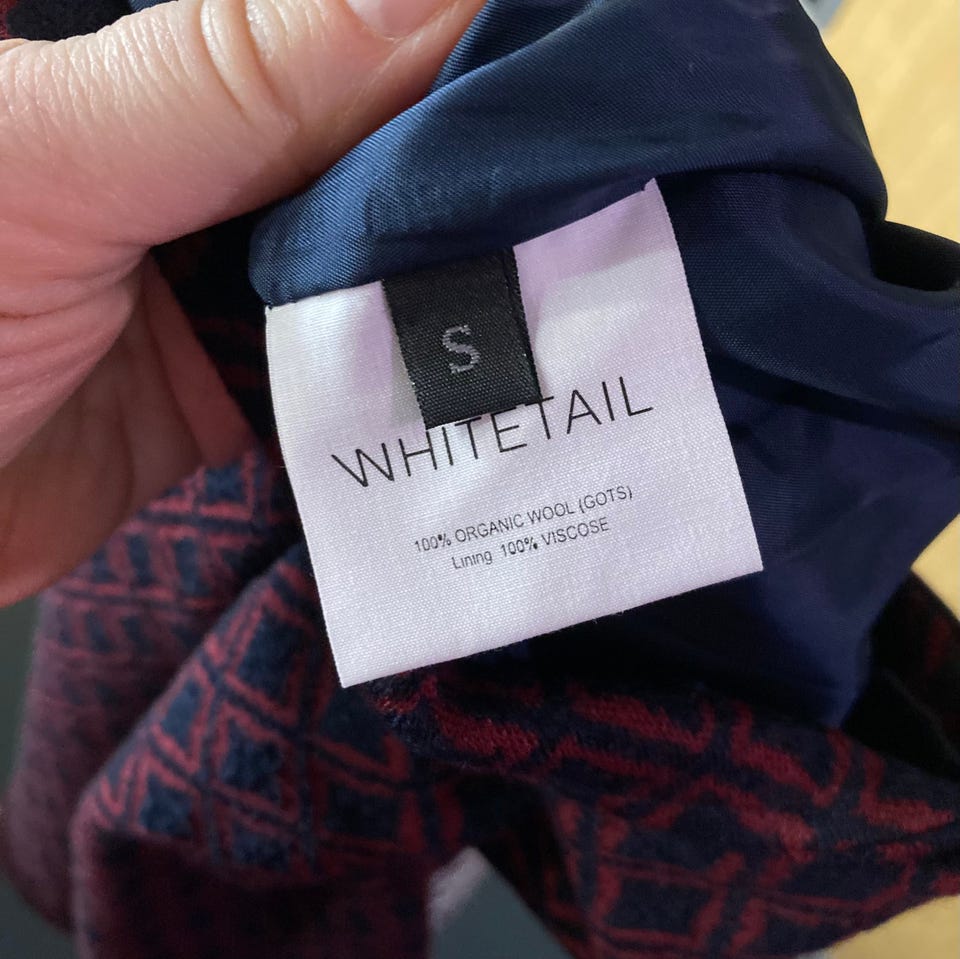 S
WHITETAIL
100% ORGANIC WOOL (GOTS)
Lining 100% VISCOSE